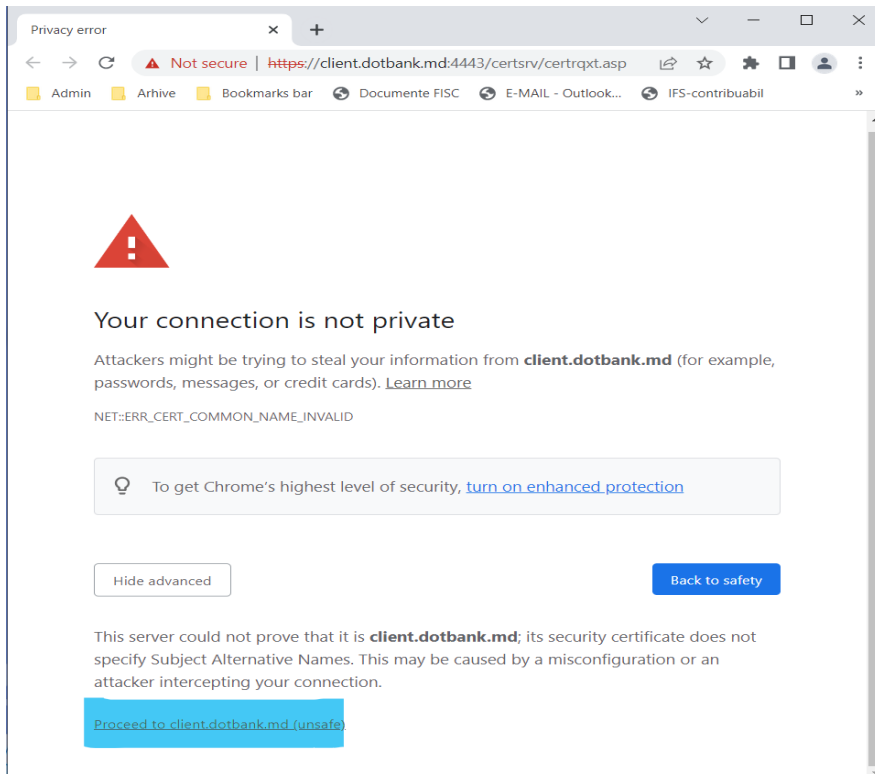 Privacy error
Not secure | https://client.dotbank.md:4443/certsrv/certrqxt.asp
Admin Arhive Bookmarks bar Documente FISC E-MAIL - Outlook... IFS-contribuabil »
Your connection is not private
Attackers might be trying to steal your information from client.dotbank.md (for example,
passwords, messages, or credit cards). Learn more
NET::ERR_CERT_COMMON_NAME_INVALID
To get Chrome's highest level of security, turn on enhanced protection
Hide advanced Back to safety
This server could not prove that it is client.dotbank.md; its security certificate does not
specify Subject Alternative Names. This may be caused by a misconfiguration or an
attacker intercepting your connection.
Proceed to client.dotbank.md (unsafe)